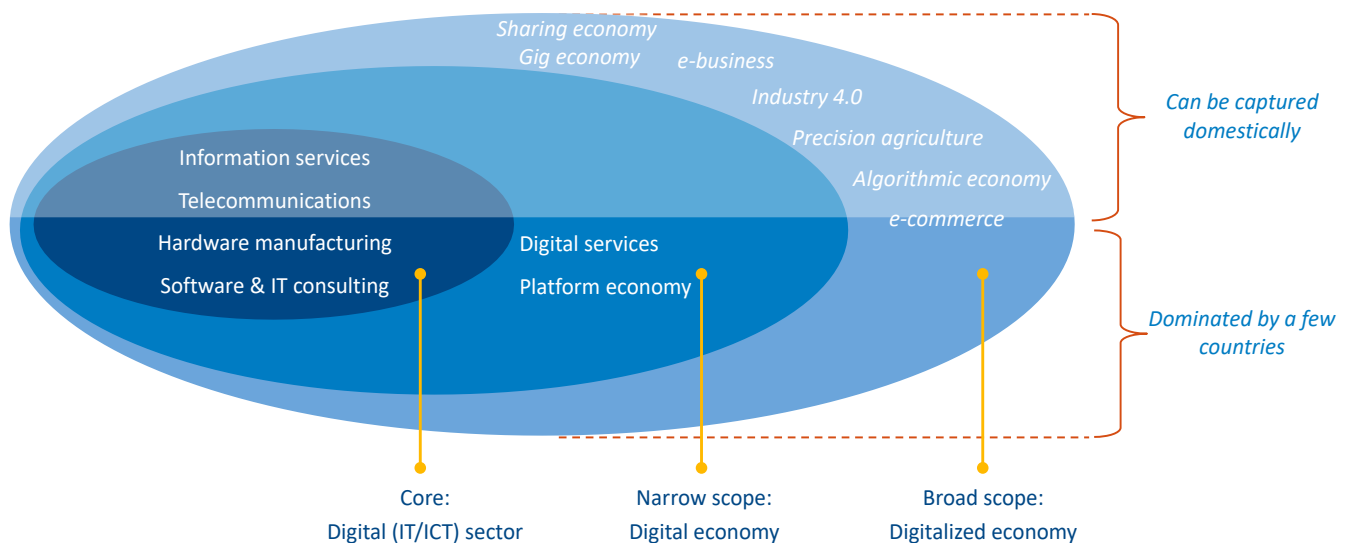 Sharing economy
Gig economy
e-business
Industry 4.0
Precision agriculture
Algorithmic economy
e-commerce
Information services
Telecommunications
Hardware manufacturing
Software & IT consulting
Digital services
Platform economy
Can be captured
domestically
Dominated by a few
countries
Core:
Digital (IT/ICT) sector
Narrow scope:
Digital economy
Broad scope:
Digitalized economy